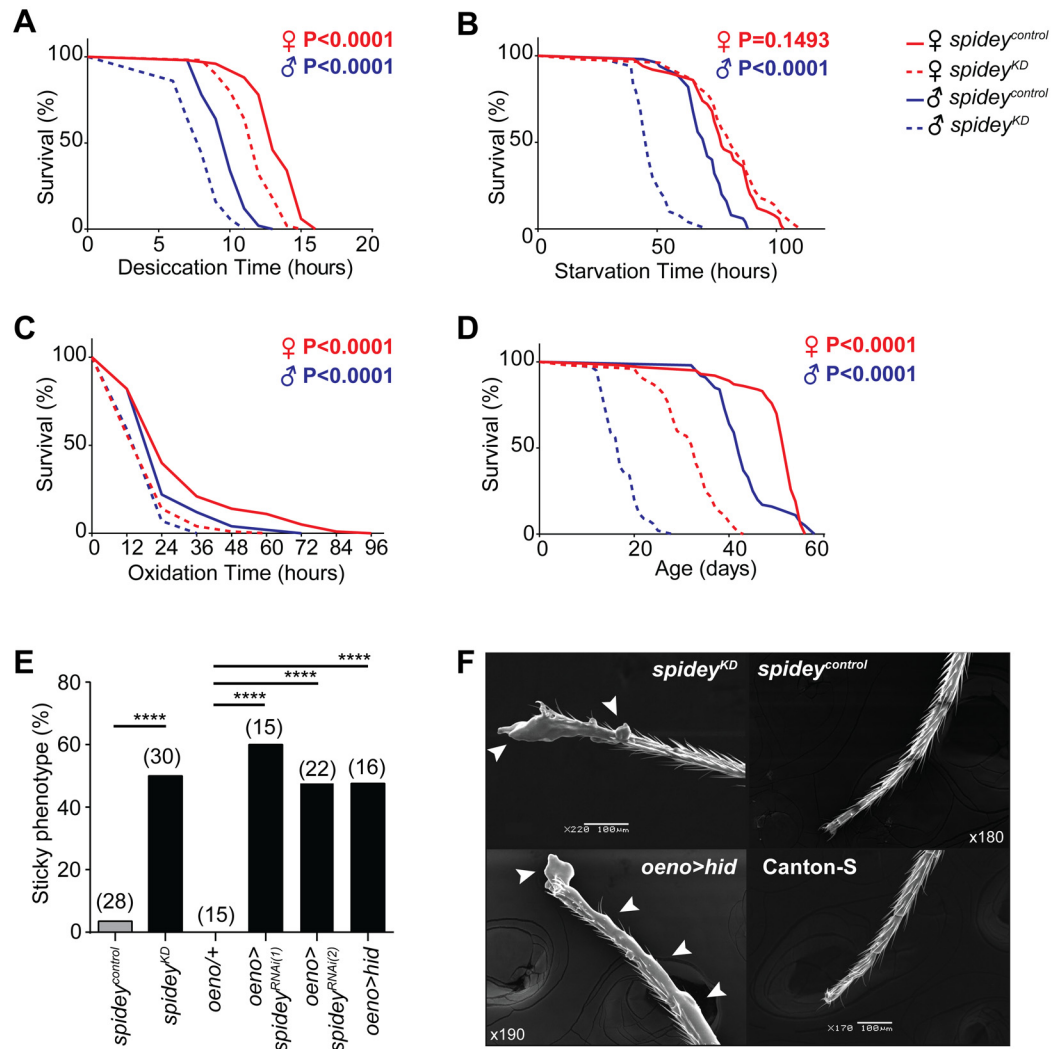 A
♀ P<0.0001
♂ P<0.0001
Survival (%)
100
50
0
0 5 10 15 20
Desiccation Time (hours)
B
♀ P=0.1493
♂ P<0.0001
Survival (%)
100
50
0
0 50 100
Starvation Time (hours)
♀ spidey^control
♀ spidey^KD
♂ spidey^control
♂ spidey^KD
C
♀ P<0.0001
♂ P<0.0001
Survival (%)
100
50
0
0 12 24 36 48 60 72 84 96
Oxidation Time (hours)
D
♀ P<0.0001
♂ P<0.0001
Survival (%)
100
50
0
0 20 40 60
Age (days)
E
Sticky phenotype (%)
80
60
40
20
0
****
****
****
****
(28)
(30)
(15)
(15)
(22)
(16)
spidey^control
spidey^KD
oeno/+
oeno>
spidey^RNAi(1)
oeno>
spidey^RNAi(2)
oeno>hid
F
spidey^KD
X220 100µm
spidey^control
x180
oeno>hid
x190
Canton-S
X170 100µm